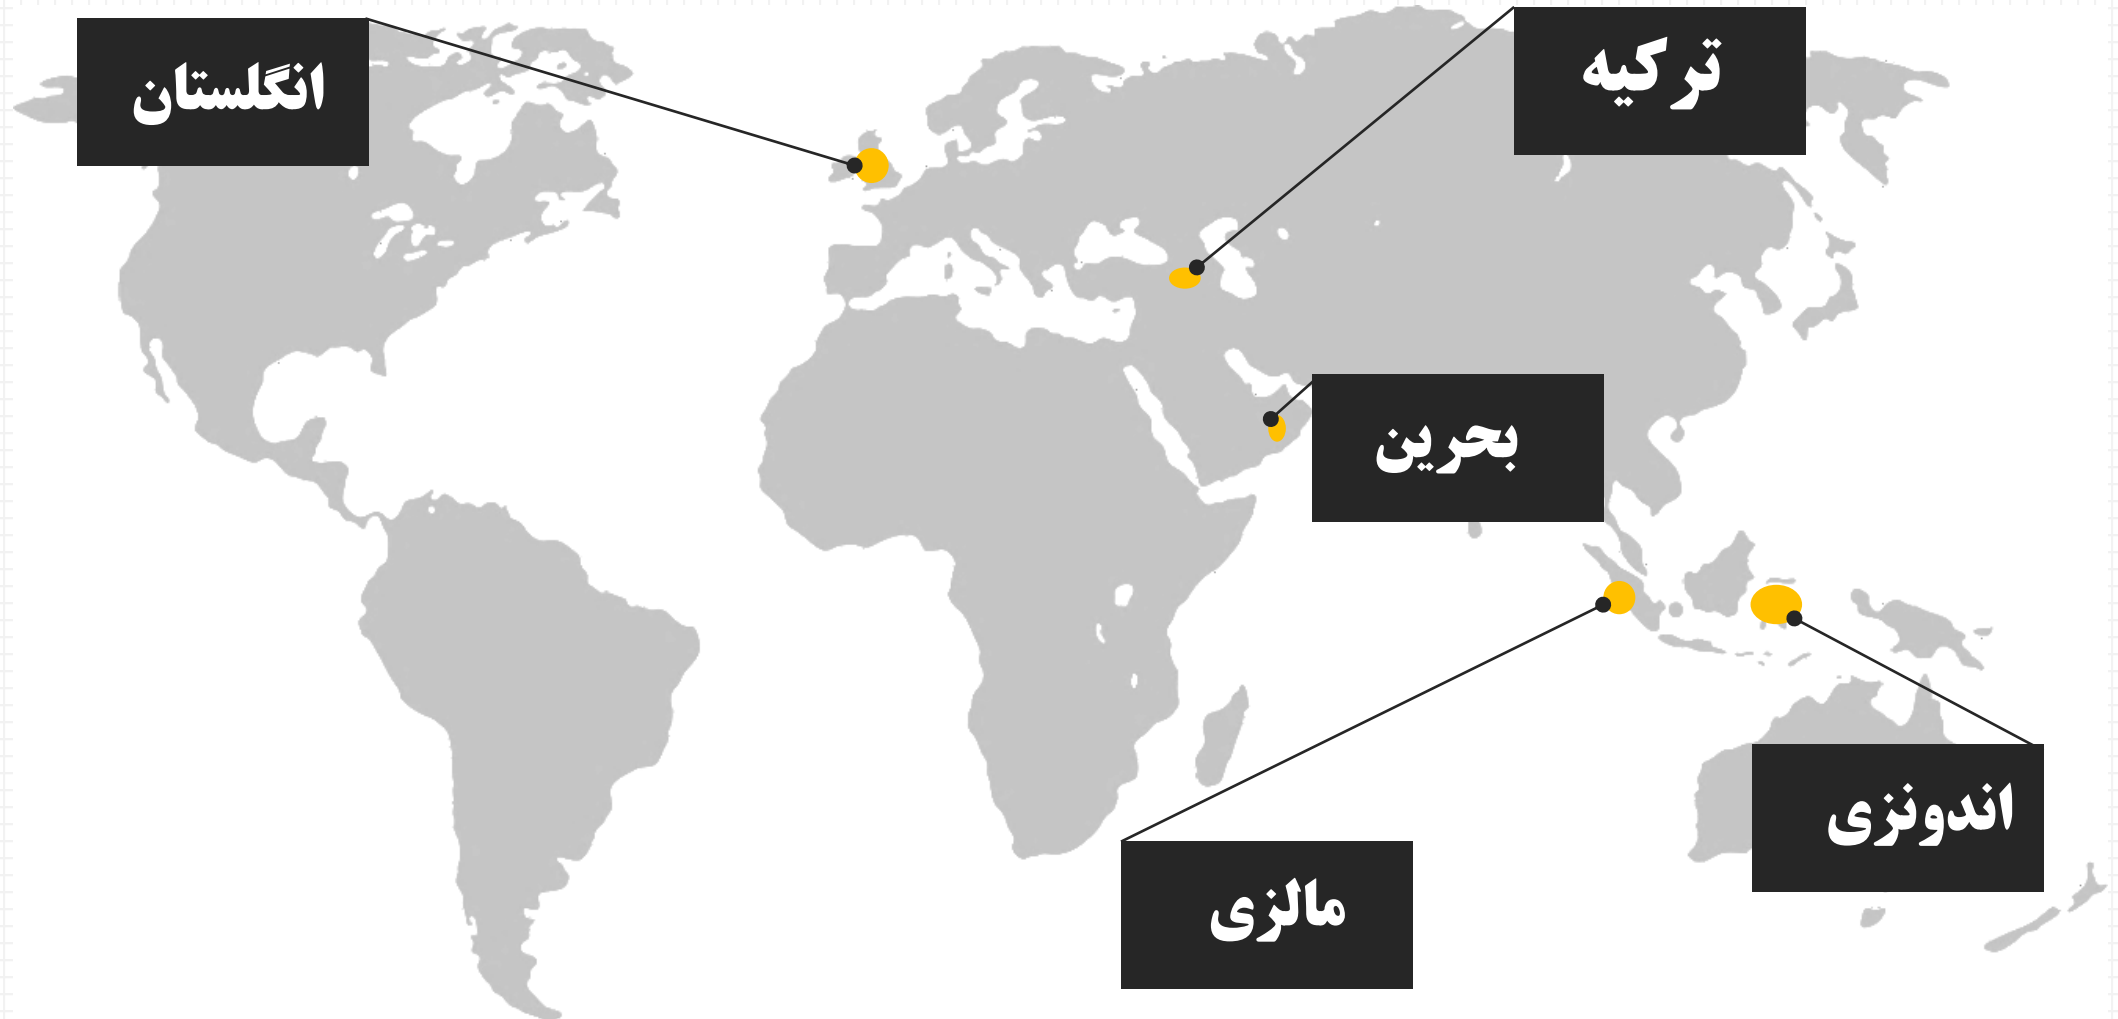 انگلستان
ترکیه
بحرین
اندونزی
مالزی